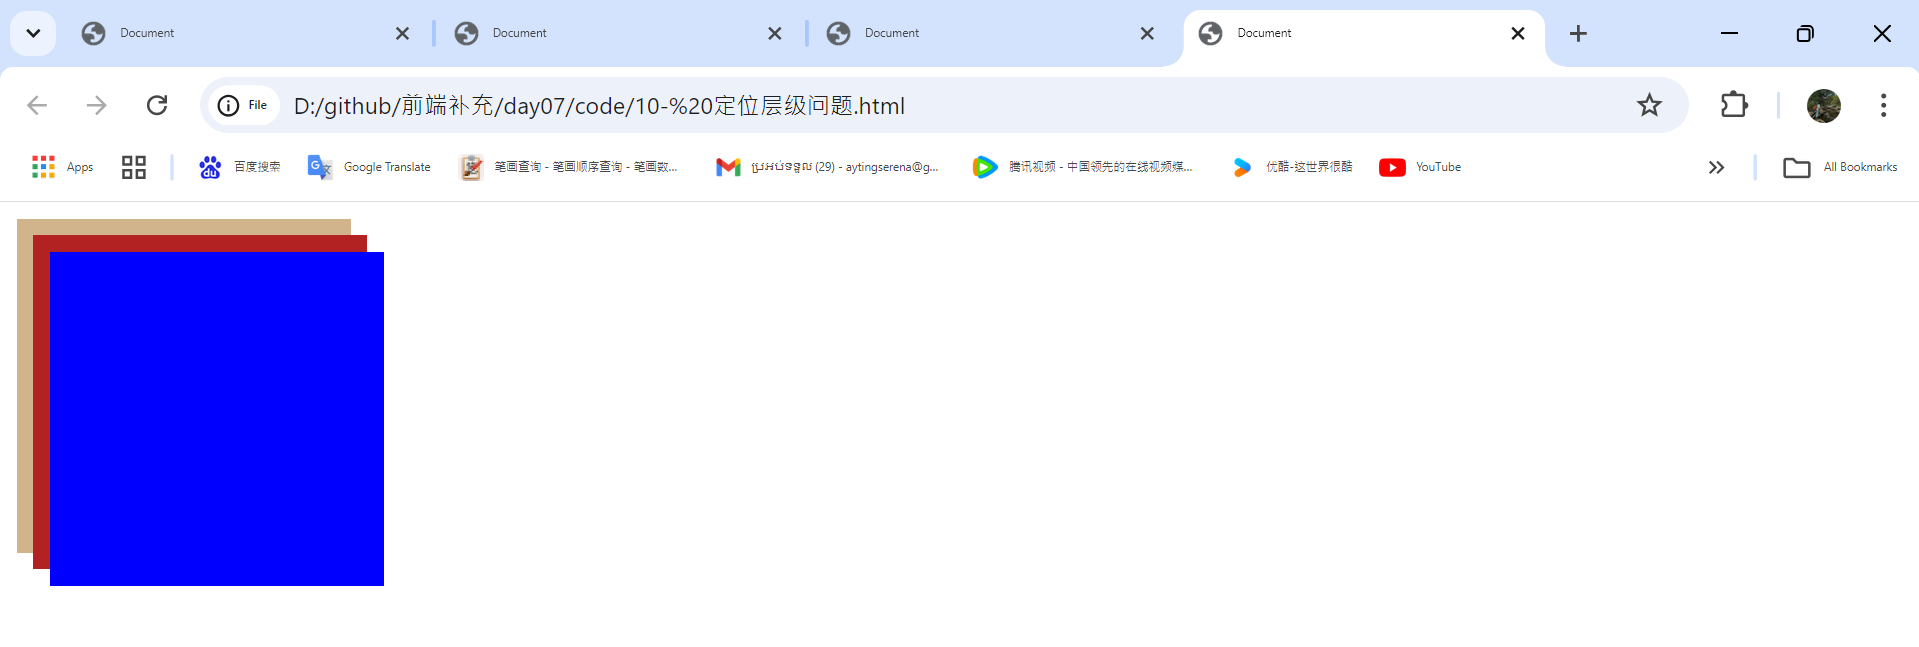 Document
Document
Document
Document
File
D:/github/前端补充/day07/code/10-%20定位层级问题.html
Apps
百度搜索
Google Translate
笔画查询 - 笔画顺序查询 - 笔画数...
ប្រអប់ទទួល (29) - aytingserena@g...
腾讯视频 - 中国领先的在线视频媒...
优酷-这世界很酷
YouTube
All Bookmarks